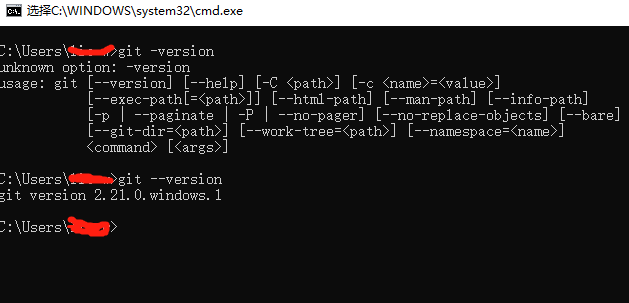 选择C:\WINDOWS\system32\cmd.exe
C:\Users\ >git -version
unknown option: -version
usage: git [--version] [--help] [-C <path>] [-c <name>=<value>]
[--exec-path[=<path>]] [--html-path] [--man-path] [--info-path]
[-p | --paginate | -P | --no-pager] [--no-replace-objects] [--bare]
[--git-dir=<path>] [--work-tree=<path>] [--namespace=<name>]
<command> [<args>]
C:\Users\ >git --version
git version 2.21.0.windows.1
C:\Users\ >